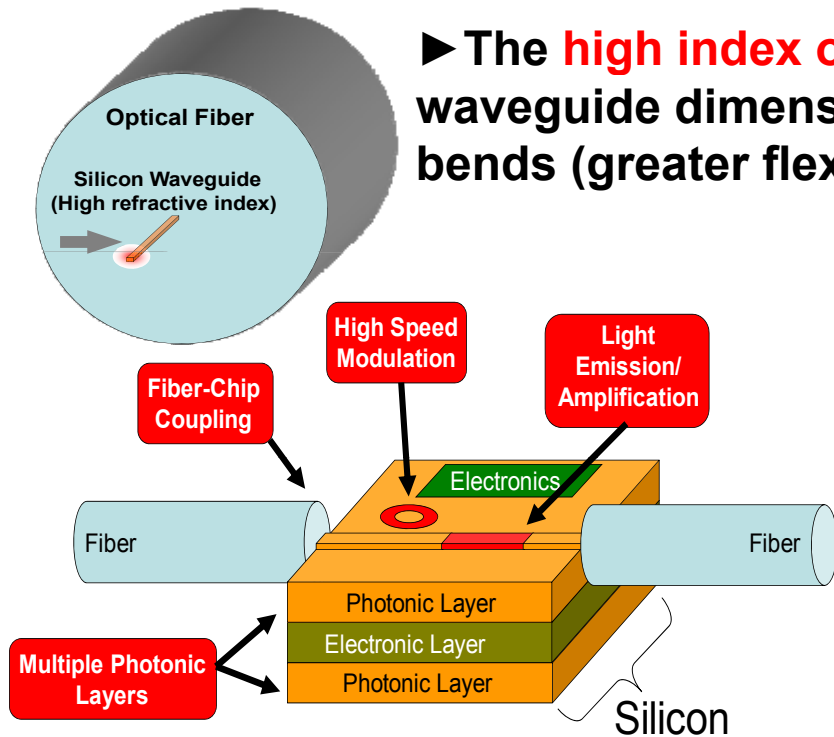 ►The high index
waveguide dimens
bends (greater flex
Optical Fiber
Silicon Waveguide
(High refractive index)
High Speed
Modulation
Light
Emission/
Amplification
Fiber-Chip
Coupling
Electronics
Fiber
Fiber
Photonic Layer
Electronic Layer
Photonic Layer
Multiple Photonic
Layers
Silicon